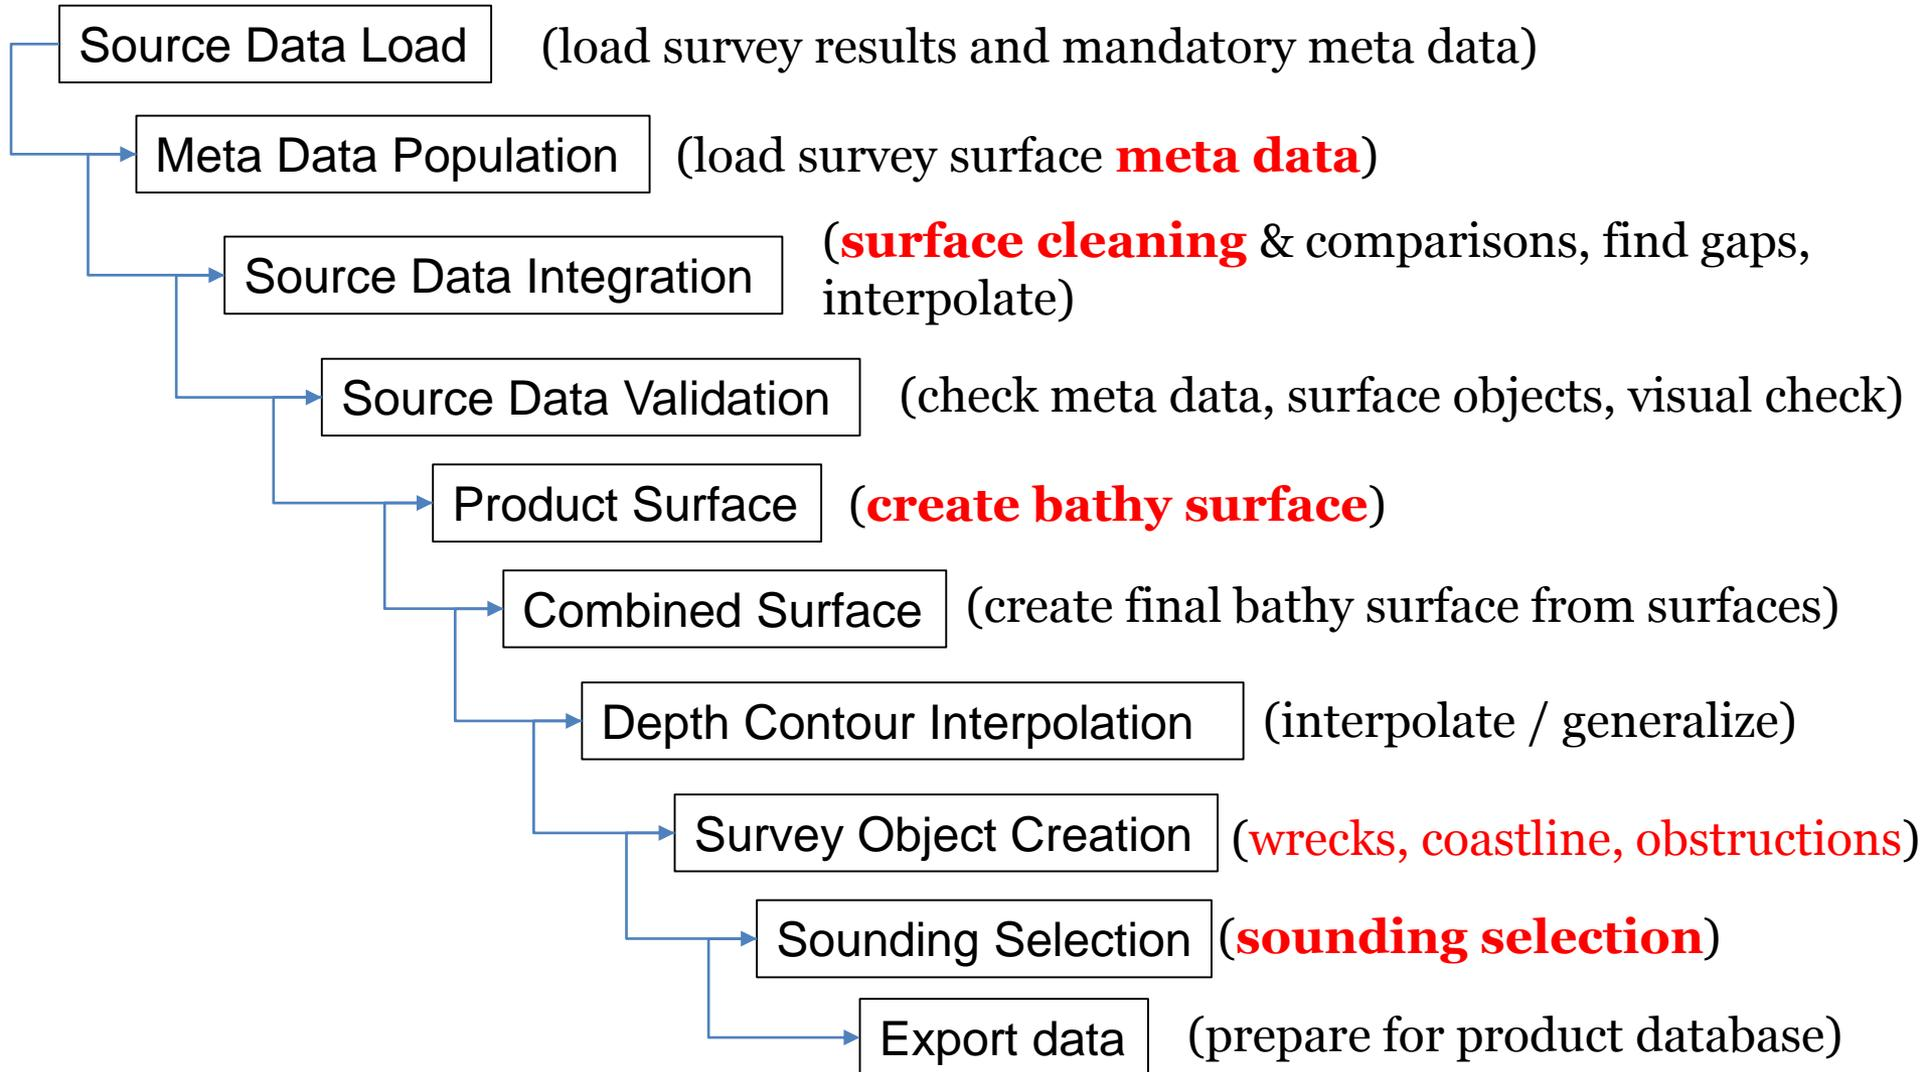 Source Data Load (load survey results and mandatory meta data)
Meta Data Population (load survey surface meta data)
Source Data Integration (surface cleaning & comparisons, find gaps,
interpolate)
Source Data Validation (check meta data, surface objects, visual check)
Product Surface (create bathy surface)
Combined Surface (create final bathy surface from surfaces)
Depth Contour Interpolation (interpolate / generalize)
Survey Object Creation (wrecks, coastline, obstructions)
Sounding Selection (sounding selection)
Export data (prepare for product database)